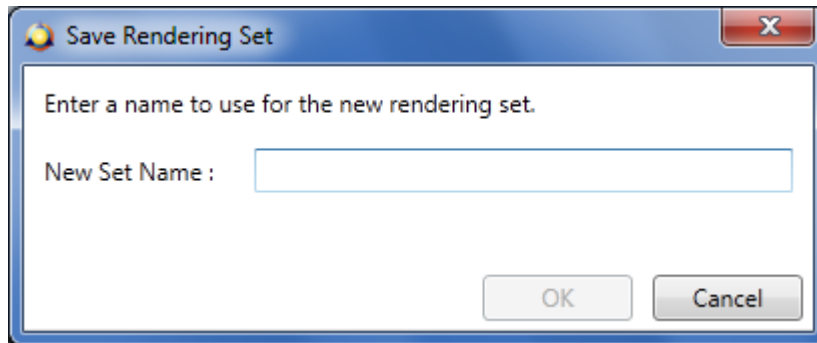 Save Rendering Set
Enter a name to use for the new rendering set.
New Set Name :
OK Cancel